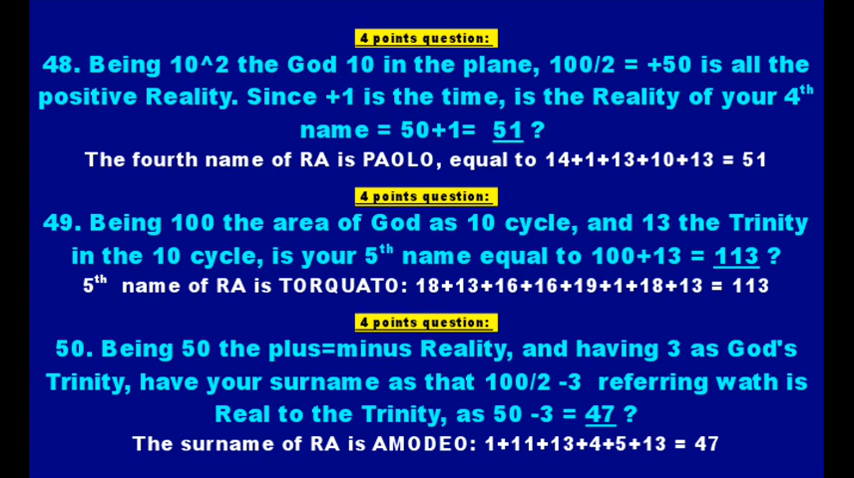 4 points question:
48. Being 10^2 the God 10 in the plane, 100/2 = +50 is all the
positive Reality. Since +1 is the time, is the Reality of your 4th
name = 50+1= 51 ?
The fourth name of RA is PAOLO, equal to 14+1+13+10+13 = 51
4 points question:
49. Being 100 the area of God as 10 cycle, and 13 the Trinity
in the 10 cycle, is your 5th name equal to 100+13 = 113 ?
5th name of RA is TORQUATO: 18+13+16+16+19+1+18+13 = 113
4 points question:
50. Being 50 the plus=minus Reality, and having 3 as God's
Trinity, have your surname as that 100/2 -3 referring wath is
Real to the Trinity, as 50 -3 = 47 ?
The surname of RA is AMODEO: 1+11+13+4+5+13 = 47